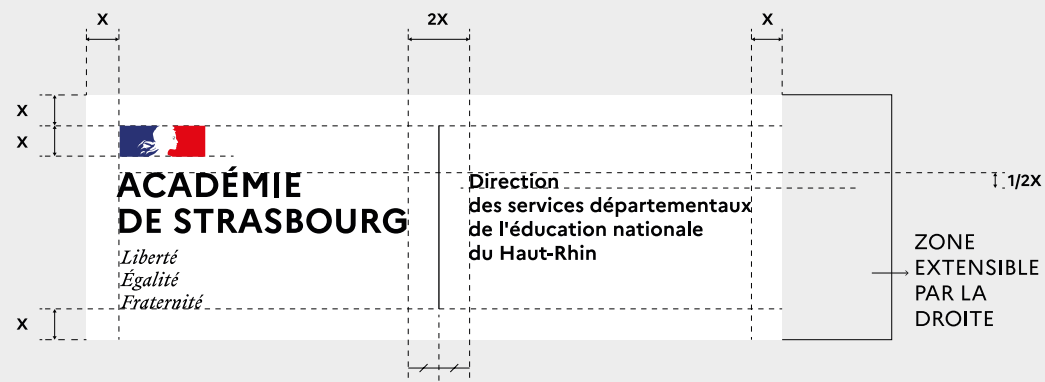 X
2X
X
X
X
ACADÉMIE
DE STRASBOURG
Liberté
Égalité
Fraternité
Direction
des services départementaux
de l'éducation nationale
du Haut-Rhin
1/2X
ZONE
EXTENSIBLE
PAR LA
DROITE
X